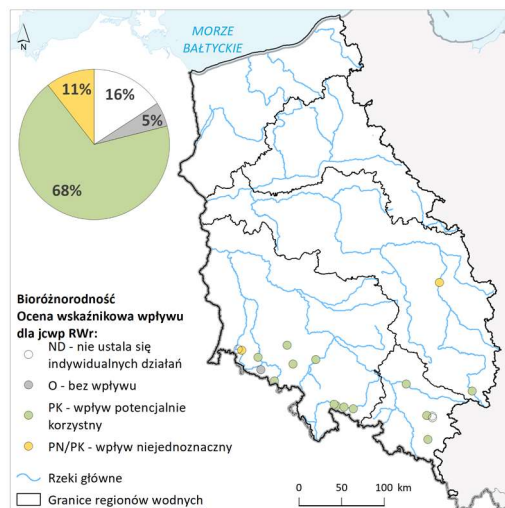 MORZE
BAŁTYCKIE
N
11%
16%
5%
68%
Bioróżnorodność
Ocena wskaźnikowa wpływu
dla jcwp RWr:
ND - nie ustala się
indywidualnych działań
O - bez wpływu
PK - wpływ potencjalnie
korzystny
PN/PK - wpływ niejednoznaczny
Rzeki główne
Granice regionów wodnych
0 50 100 km